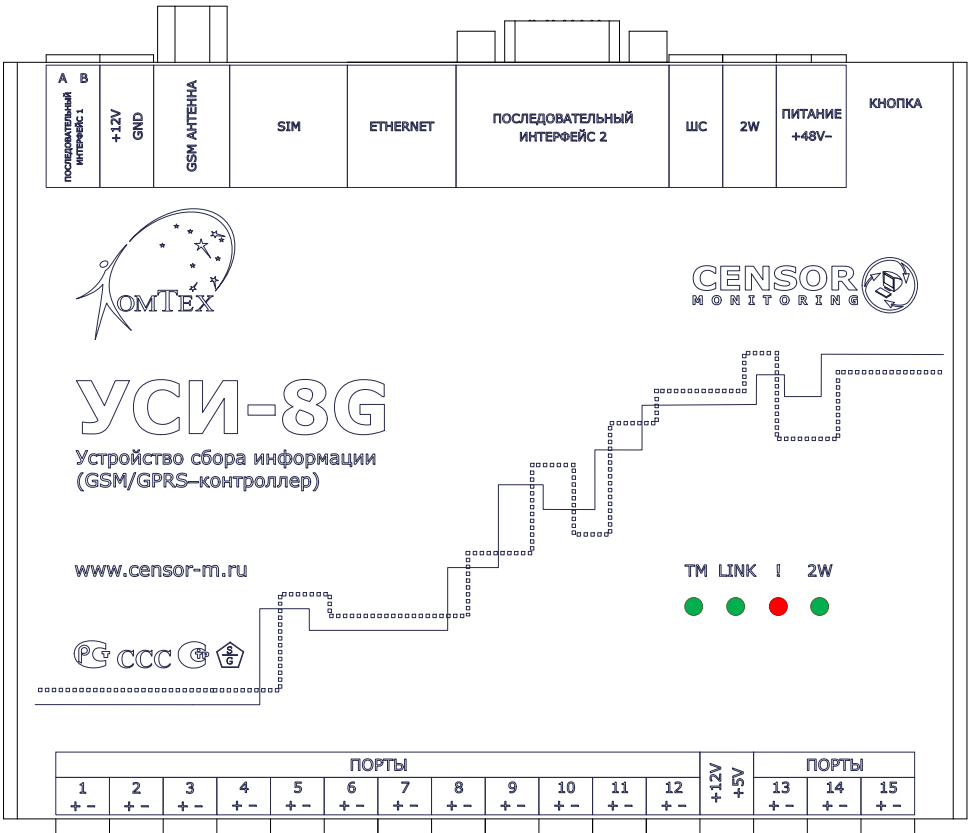 A B
ПОСЛЕДОВАТЕЛЬНЫЙ
ИНТЕРФЕЙС 1
+12V
GND
GSM АНТЕННА
SIM
ETHERNET
ПОСЛЕДОВАТЕЛЬНЫЙ
ИНТЕРФЕЙС 2
ШС
2W
ПИТАНИЕ
+48V–
КНОПКА
КОМТЕХ
CENSOR
MONITORING
УСИ-8G
Устройство сбора информации
(GSM/GPRS–контроллер)
www.censor-m.ru
TM LINK ! 2W
ССС
S
G
ПОРТЫ
1 2 3 4 5 6 7 8 9 10 11 12
+ – + – + – + – + – + – + – + – + – + – + – + –
+12V
+5V
ПОРТЫ
13 14 15
+ – + – + –